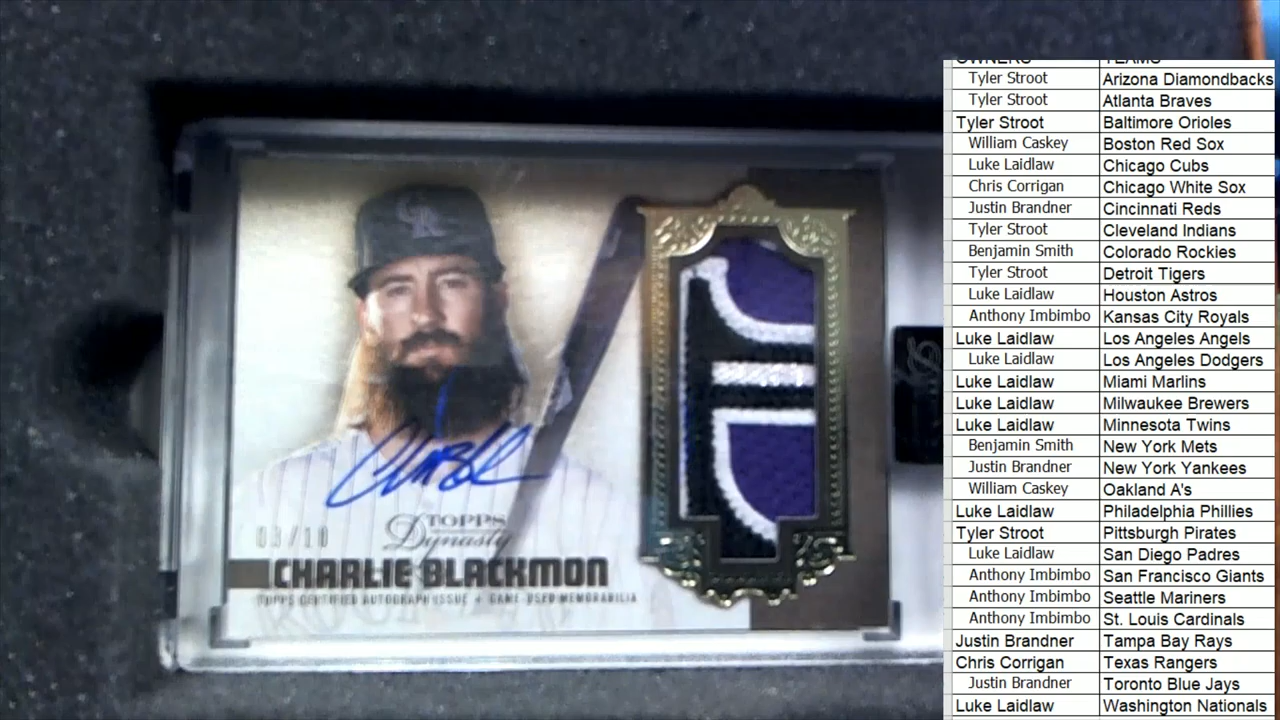 CR
03/10
TOPPS
Dynasty
CHARLIE BLACKMON
TOPPS CERTIFIED AUTOGRAPH ISSUE + GAME-USED MEMORABILIA
OWNERS TEAMS
Tyler Stroot Arizona Diamondbacks
Tyler Stroot Atlanta Braves
Tyler Stroot Baltimore Orioles
William Caskey Boston Red Sox
Luke Laidlaw Chicago Cubs
Chris Corrigan Chicago White Sox
Justin Brandner Cincinnati Reds
Tyler Stroot Cleveland Indians
Benjamin Smith Colorado Rockies
Tyler Stroot Detroit Tigers
Luke Laidlaw Houston Astros
Anthony Imbimbo Kansas City Royals
Luke Laidlaw Los Angeles Angels
Luke Laidlaw Los Angeles Dodgers
Luke Laidlaw Miami Marlins
Luke Laidlaw Milwaukee Brewers
Luke Laidlaw Minnesota Twins
Benjamin Smith New York Mets
Justin Brandner New York Yankees
William Caskey Oakland A's
Luke Laidlaw Philadelphia Phillies
Tyler Stroot Pittsburgh Pirates
Luke Laidlaw San Diego Padres
Anthony Imbimbo San Francisco Giants
Anthony Imbimbo Seattle Mariners
Anthony Imbimbo St. Louis Cardinals
Justin Brandner Tampa Bay Rays
Chris Corrigan Texas Rangers
Justin Brandner Toronto Blue Jays
Luke Laidlaw Washington Nationals